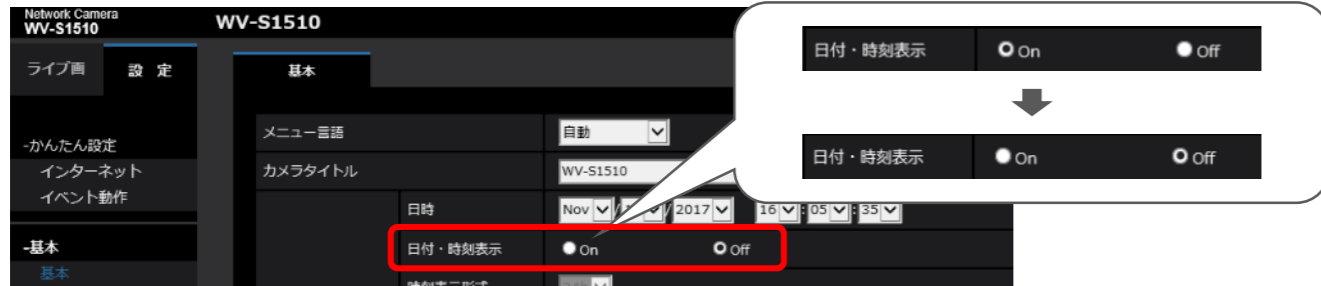 Network Camera
WV-S1510
WV-S1510
ライブ画
設 定
基本
-かんたん設定
インターネット
イベント動作
-基本
基本
メニュー言語
自動
カメラタイトル
WV-S1510
日時
Nov / / 2017 16 : 05 : 35
日付・時刻表示
On
Off
日付・時刻表示
On
Off
日付・時刻表示
On
Off